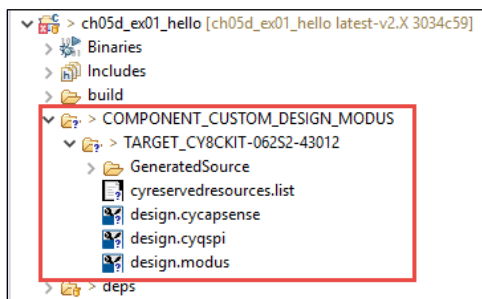 > ch05d_ex01_hello [ch05d_ex01_hello latest-v2.X 3034c59]
Binaries
Includes
build
> COMPONENT_CUSTOM_DESIGN_MODUS
> TARGET_CY8CKIT-062S2-43012
GeneratedSource
cyreservedresources.list
design.cycapsense
design.cyqspi
design.modus
> deps